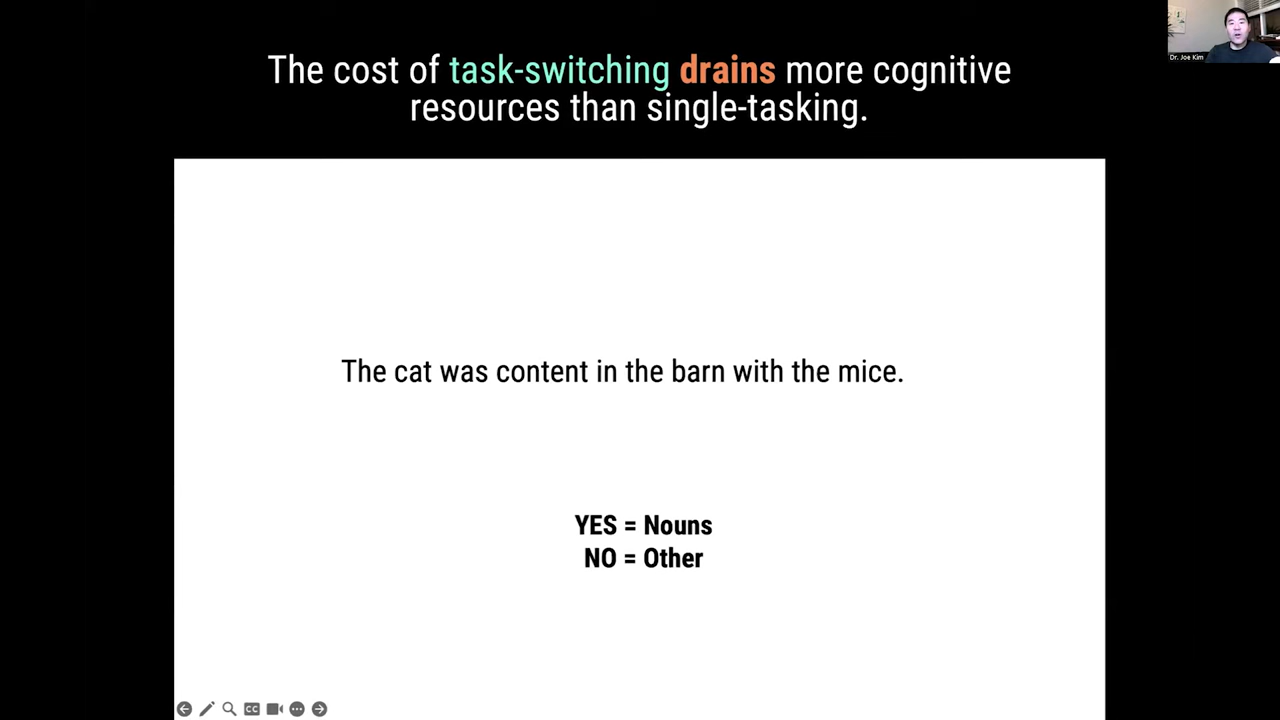 The cost of task-switching drains more cognitive
resources than single-tasking.
Dr. Joe Kim
The cat was content in the barn with the mice.
YES = Nouns
NO = Other
CC